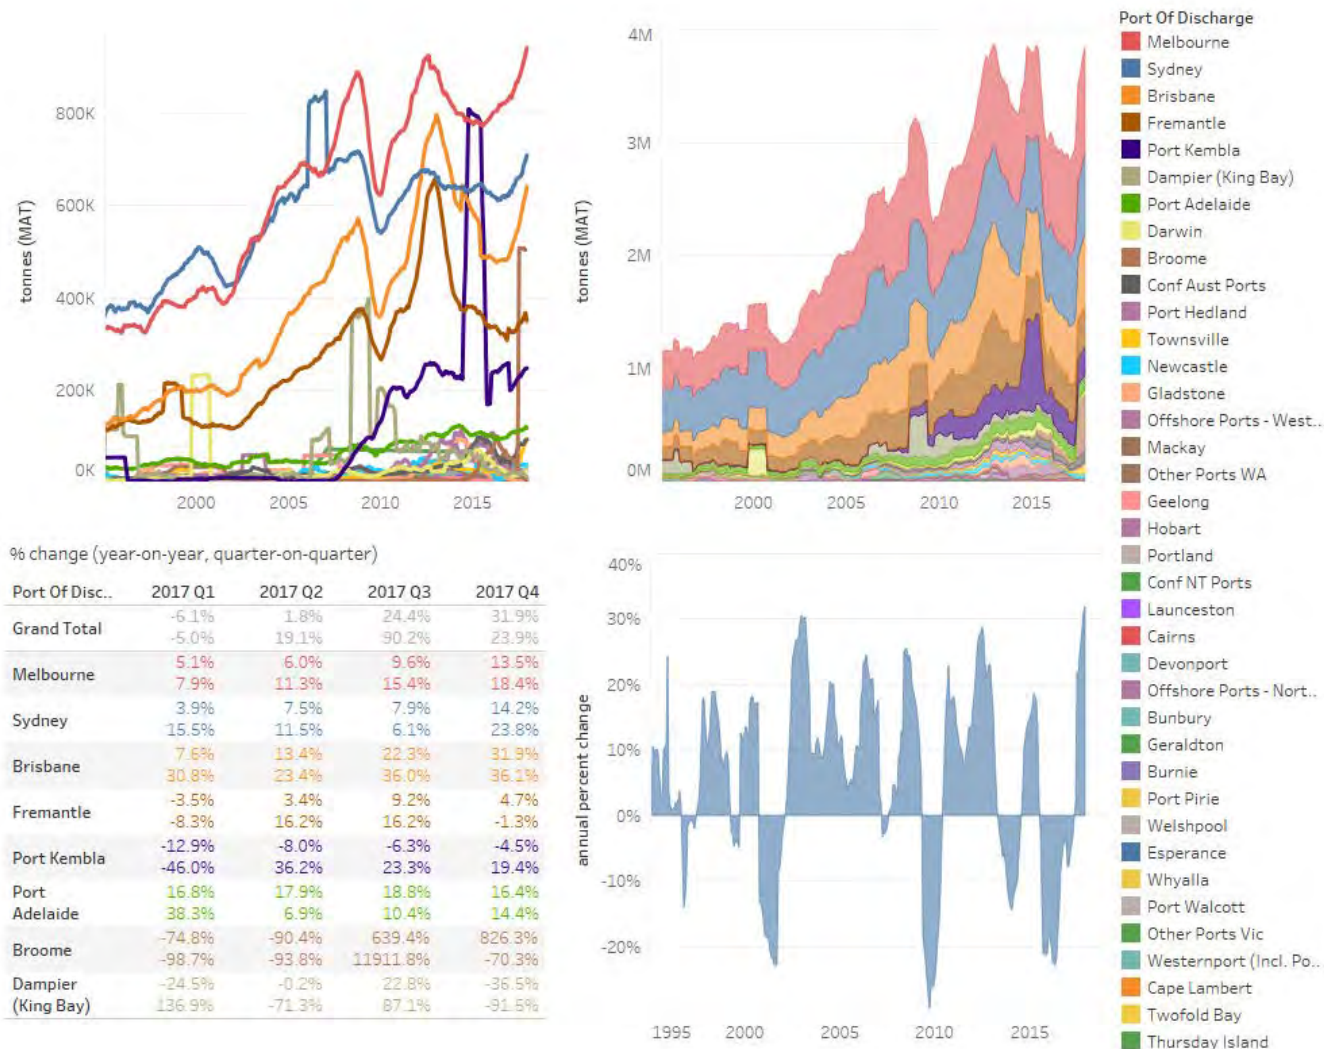 800K
600K
400K
200K
0K
tonnes (MAT)
2000
2005
2010
2015
4M
3M
2M
1M
0M
tonnes (MAT)
2000
2005
2010
2015
Port Of Discharge
Melbourne
Sydney
Brisbane
Fremantle
Port Kembla
Dampier (King Bay)
Port Adelaide
Darwin
Broome
Conf Aust Ports
Port Hedland
Townsville
Newcastle
Gladstone
Offshore Ports - West..
Mackay
Other Ports WA
Geelong
Hobart
Portland
Conf NT Ports
Launceston
Cairns
Devonport
Offshore Ports - Nort..
Bunbury
Geraldton
Burnie
Port Pirie
Welshpool
Esperance
Whyalla
Port Walcott
Other Ports Vic
Westernport (Incl. Po..
Cape Lambert
Twofold Bay
Thursday Island
% change (year-on-year, quarter-on-quarter)
Port Of Disc.. 2017 Q1 2017 Q2 2017 Q3 2017 Q4
Grand Total -6.1% 1.8% 24.4% 31.9%
-5.0% 19.1% 90.2% 23.9%
Melbourne 5.1% 6.0% 9.6% 13.5%
7.9% 11.3% 15.4% 18.4%
Sydney 3.9% 7.5% 7.9% 14.2%
15.5% 11.5% 6.1% 23.8%
Brisbane 7.6% 13.4% 22.3% 31.9%
30.8% 23.4% 36.0% 36.1%
Fremantle -3.5% 3.4% 9.2% 4.7%
-8.3% 16.2% 16.2% -1.3%
Port Kembla -12.9% -8.0% -6.3% -4.5%
-46.0% 36.2% 23.3% 19.4%
Port 16.8% 17.9% 18.8% 16.4%
Adelaide 38.3% 6.9% 10.4% 14.4%
Broome -74.8% -90.4% 639.4% 826.3%
-98.7% -93.8% 11911.8% -70.3%
Dampier -24.5% -0.2% 22.8% -36.5%
(King Bay) 136.9% -71.3% 87.1% -91.5%
40%
30%
20%
10%
0%
-10%
-20%
annual percent change
1995
2000
2005
2010
2015